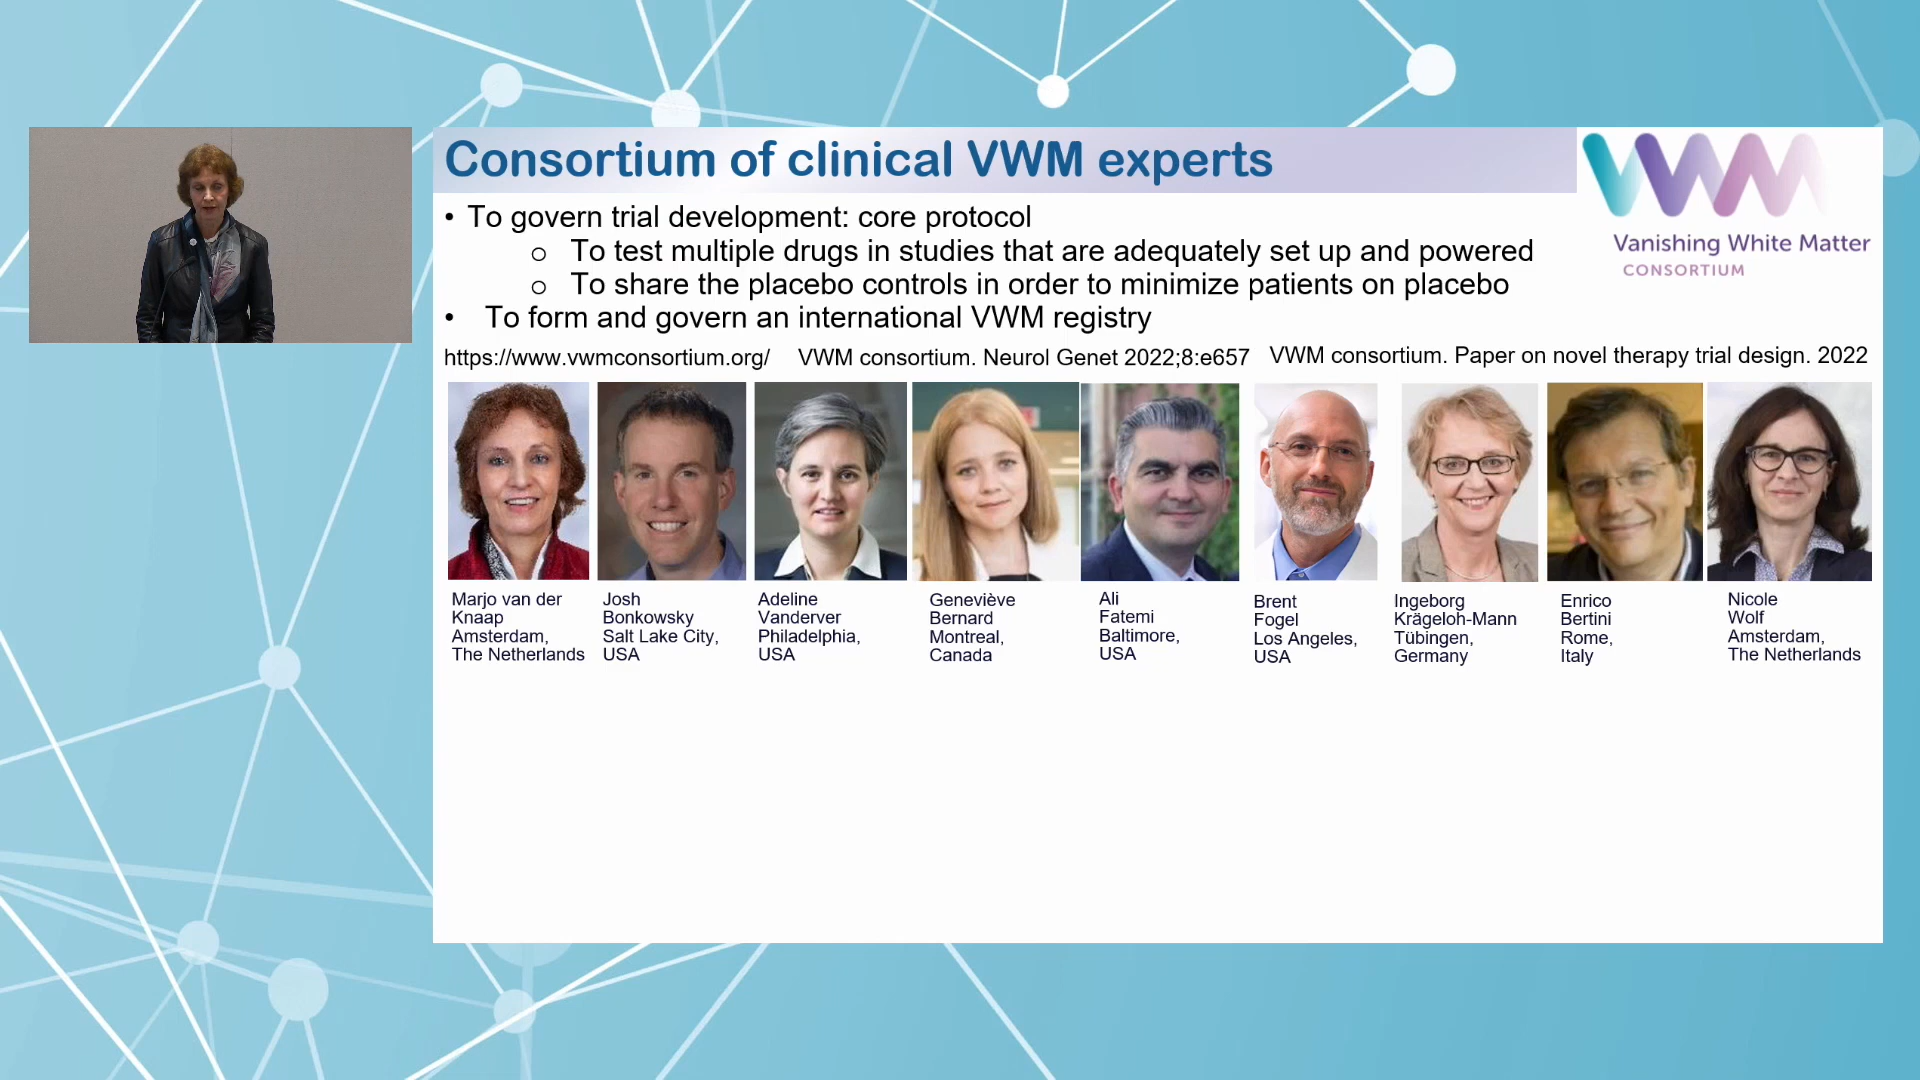 Consortium of clinical VWM experts
VWM
Vanishing White Matter
CONSORTIUM
• To govern trial development: core protocol
o To test multiple drugs in studies that are adequately set up and powered
o To share the placebo controls in order to minimize patients on placebo
• To form and govern an international VWM registry
https://www.vwmconsortium.org/ VWM consortium. Neurol Genet 2022;8:e657 VWM consortium. Paper on novel therapy trial design. 2022
Marjo van der
Knaap
Amsterdam,
The Netherlands
Josh
Bonkowsky
Salt Lake City,
USA
Adeline
Vanderver
Philadelphia,
USA
Geneviève
Bernard
Montreal,
Canada
Ali
Fatemi
Baltimore,
USA
Brent
Fogel
Los Angeles,
USA
Ingeborg
Krägeloh-Mann
Tübingen,
Germany
Enrico
Bertini
Rome,
Italy
Nicole
Wolf
Amsterdam,
The Netherlands